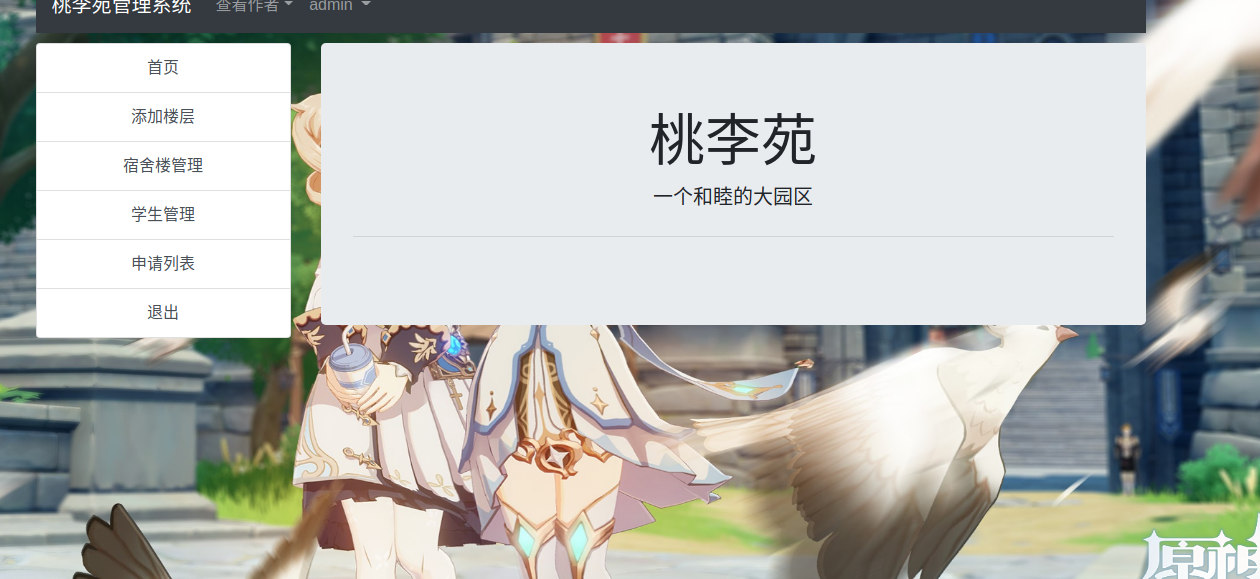 桃李苑管理系统 查看作者 admin
首页
添加楼层
宿舍楼管理
学生管理
申请列表
退出
桃李苑
一个和睦的大园区
原神